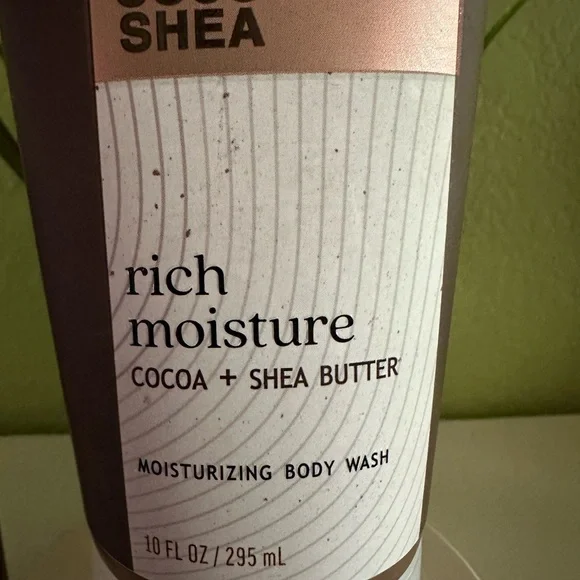 SHEA
rich
moisture
COCOA + SHEA BUTTER
MOISTURIZING BODY WASH
10 FL OZ / 295 mL